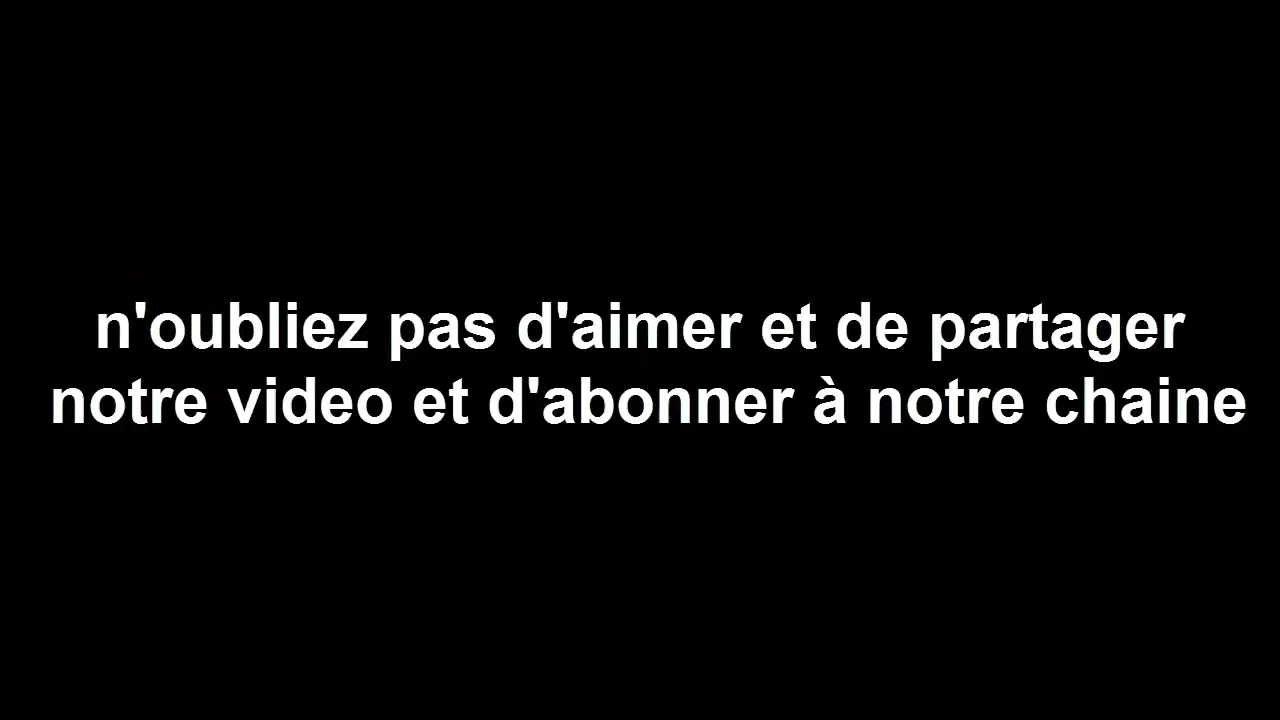 n'oubliez pas d'aimer et de partager
notre video et d'abonner à notre chaine